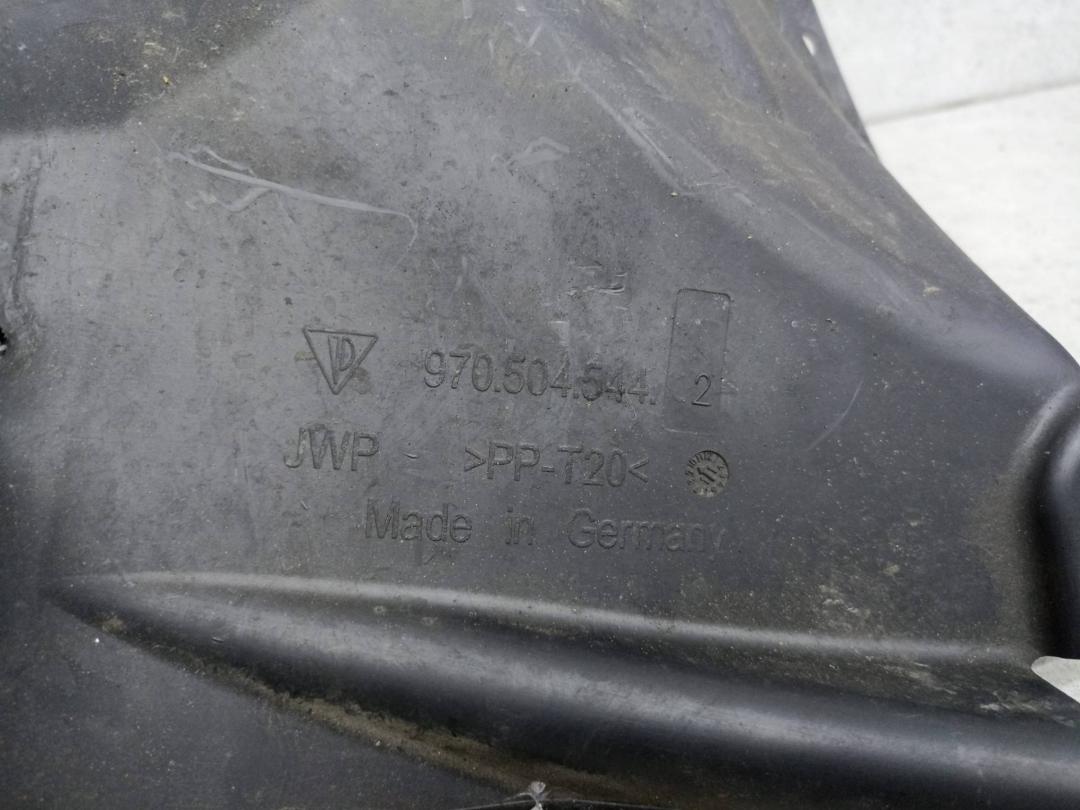 970.504.544. 2
JWP - >PP-T20<
Made in Germany